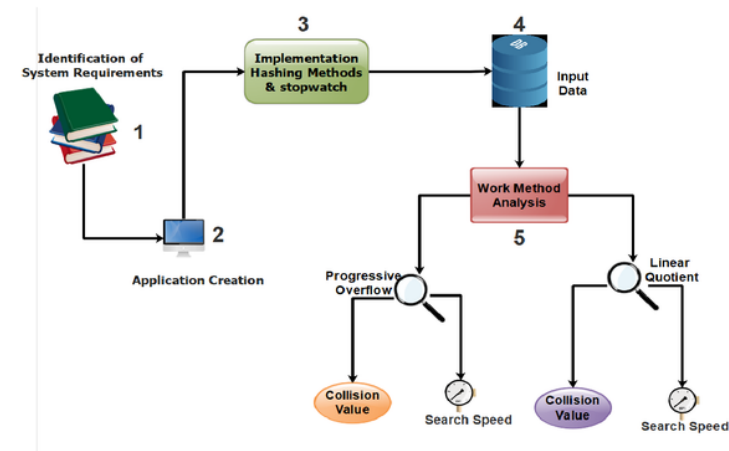 3
4
Identification of
System Requirements
Implementation
Hashing Methods
& stopwatch
DB
Input
Data
1
2
Work Method
Analysis
5
Application Creation
Progressive
Overflow
Linear
Quotient
Collision
Value
Search Speed
Collision
Value
Search Speed